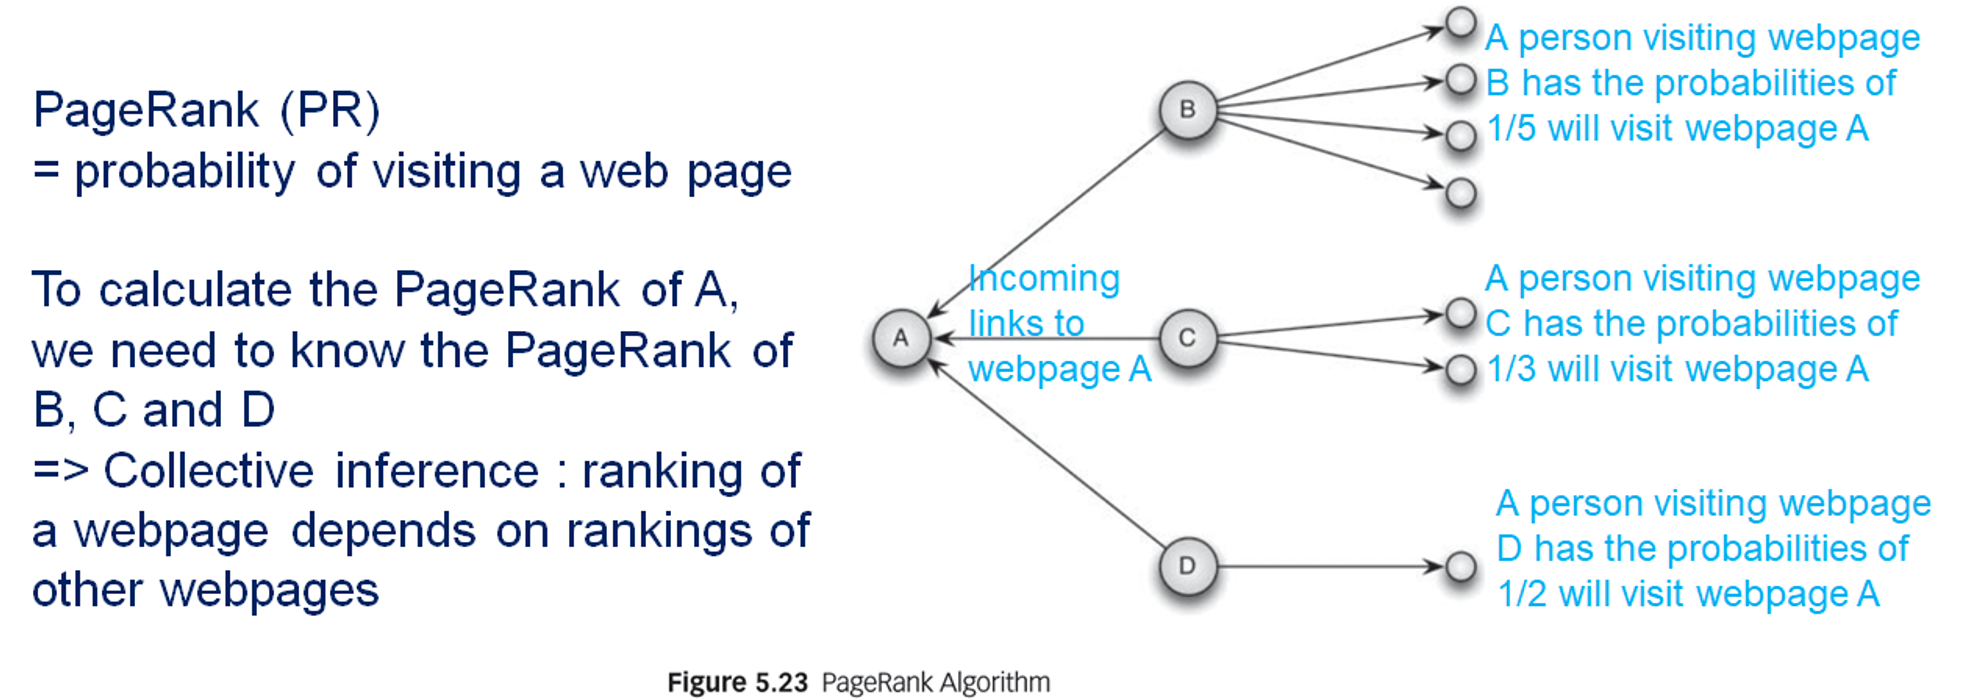 PageRank (PR)
= probability of visiting a web page
To calculate the PageRank of A,
we need to know the PageRank of
B, C and D
=> Collective inference : ranking of
a webpage depends on rankings of
other webpages
B
A person visiting webpage
B has the probabilities of
1/5 will visit webpage A
Incoming
links to
webpage A
A
C
A person visiting webpage
C has the probabilities of
1/3 will visit webpage A
D
A person visiting webpage
D has the probabilities of
1/2 will visit webpage A
Figure 5.23 PageRank Algorithm